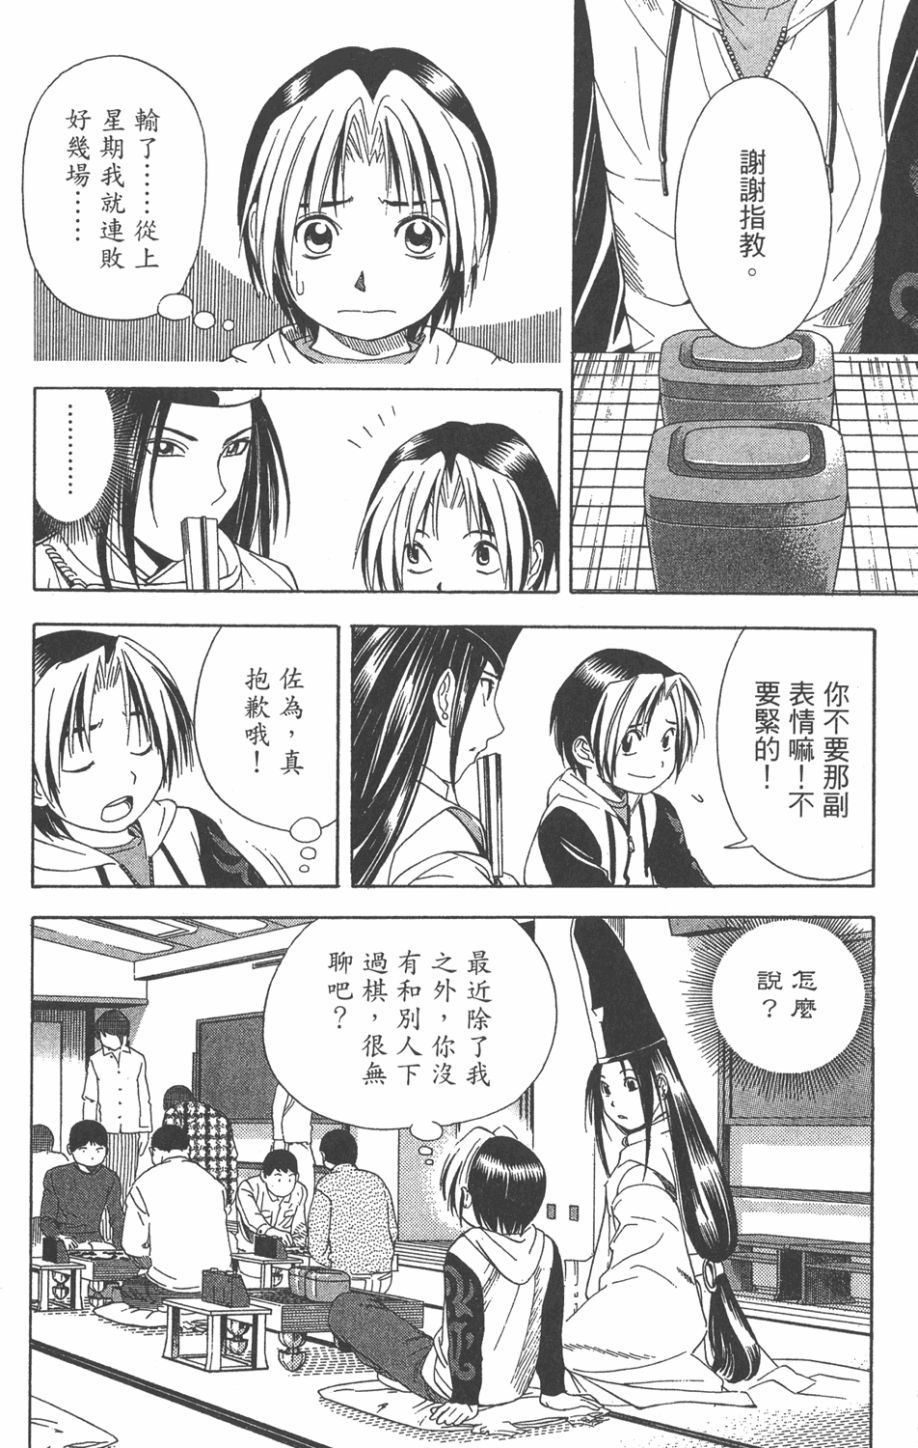 謝謝指教。
輸了……從上
星期我就連敗
好幾場……
………
你不要那副
表情嘛！不
要緊的！
佐為，真
抱歉哦！
怎麼
說？
最近除了我
之外，你沒
有和別人下
過棋，很無
聊吧？